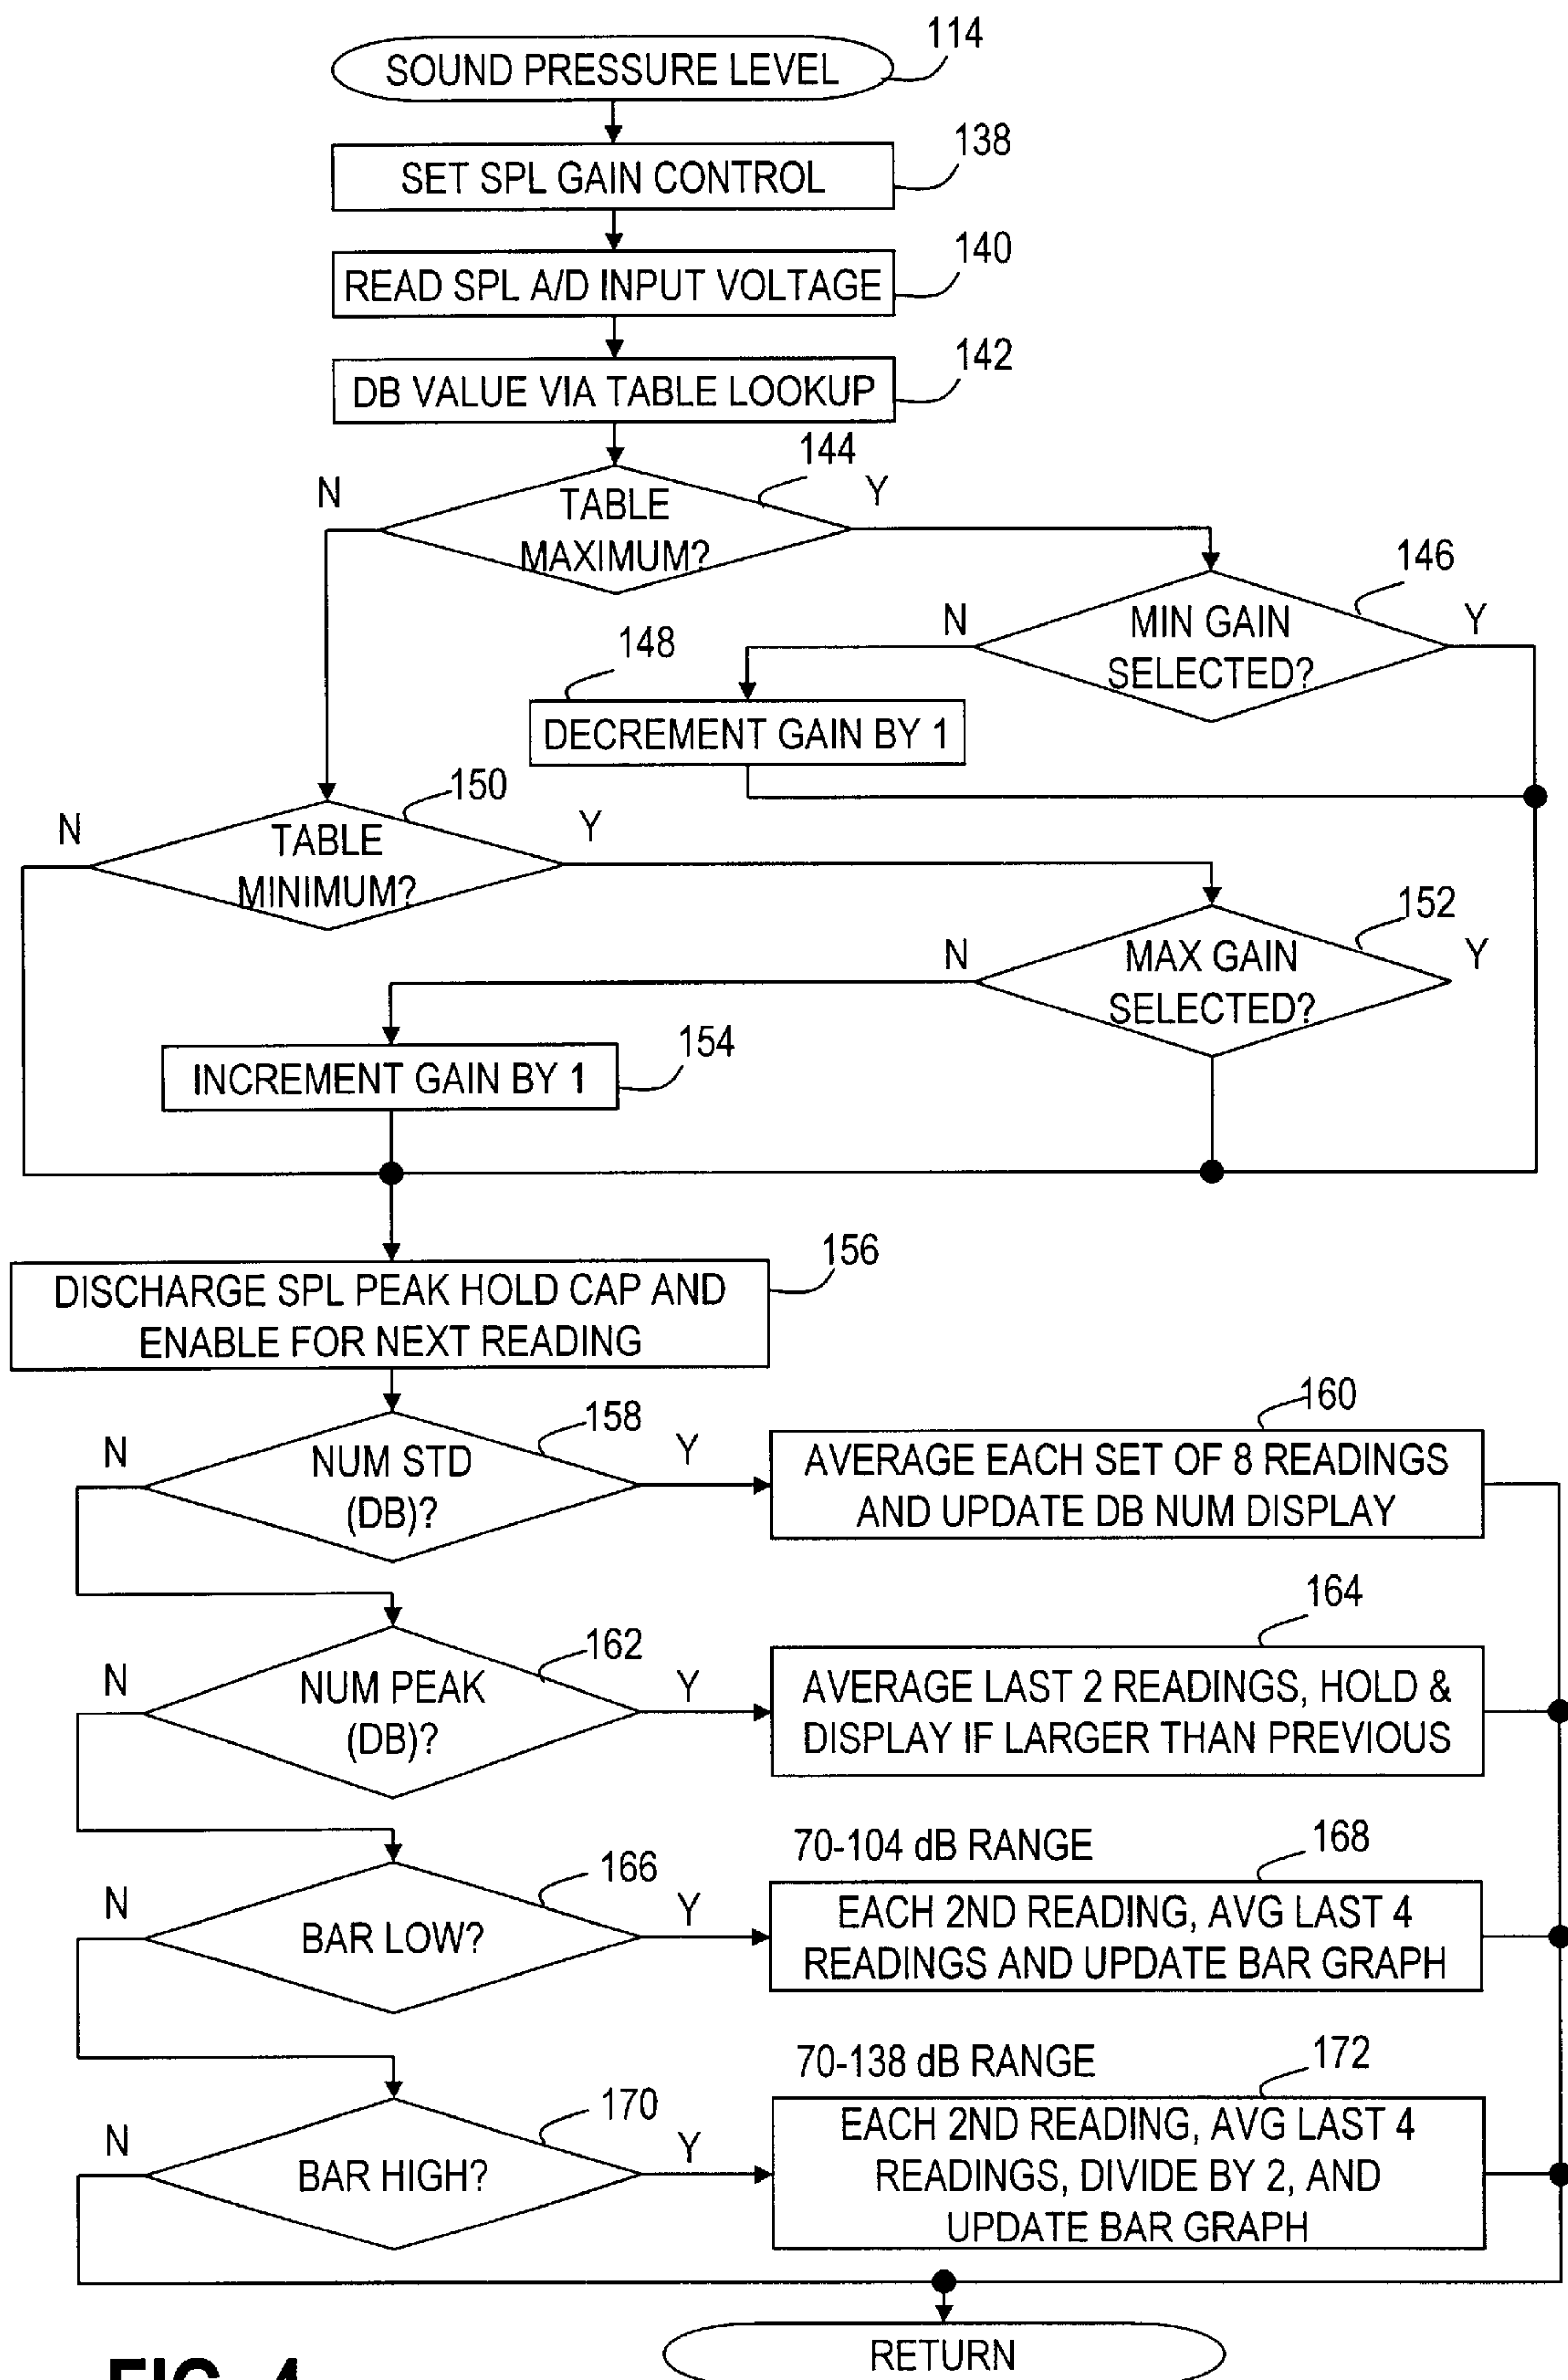 114
SOUND PRESSURE LEVEL
138
SET SPL GAIN CONTROL
140
READ SPL A/D INPUT VOLTAGE
142
DB VALUE VIA TABLE LOOKUP
144
N
Y
TABLE
MAXIMUM?
146
N
MIN GAIN
SELECTED?
Y
148
DECREMENT GAIN BY 1
150
N
TABLE
MINIMUM?
Y
152
N
MAX GAIN
SELECTED?
Y
154
INCREMENT GAIN BY 1
156
DISCHARGE SPL PEAK HOLD CAP AND
ENABLE FOR NEXT READING
158
N
NUM STD
(DB)?
Y
160
AVERAGE EACH SET OF 8 READINGS
AND UPDATE DB NUM DISPLAY
162
N
NUM PEAK
(DB)?
Y
164
AVERAGE LAST 2 READINGS, HOLD &
DISPLAY IF LARGER THAN PREVIOUS
166
N
BAR LOW?
Y
70-104 dB RANGE
168
EACH 2ND READING, AVG LAST 4
READINGS AND UPDATE BAR GRAPH
170
N
BAR HIGH?
Y
70-138 dB RANGE
172
EACH 2ND READING, AVG LAST 4
READINGS, DIVIDE BY 2, AND
UPDATE BAR GRAPH
RETURN
FIG. 4